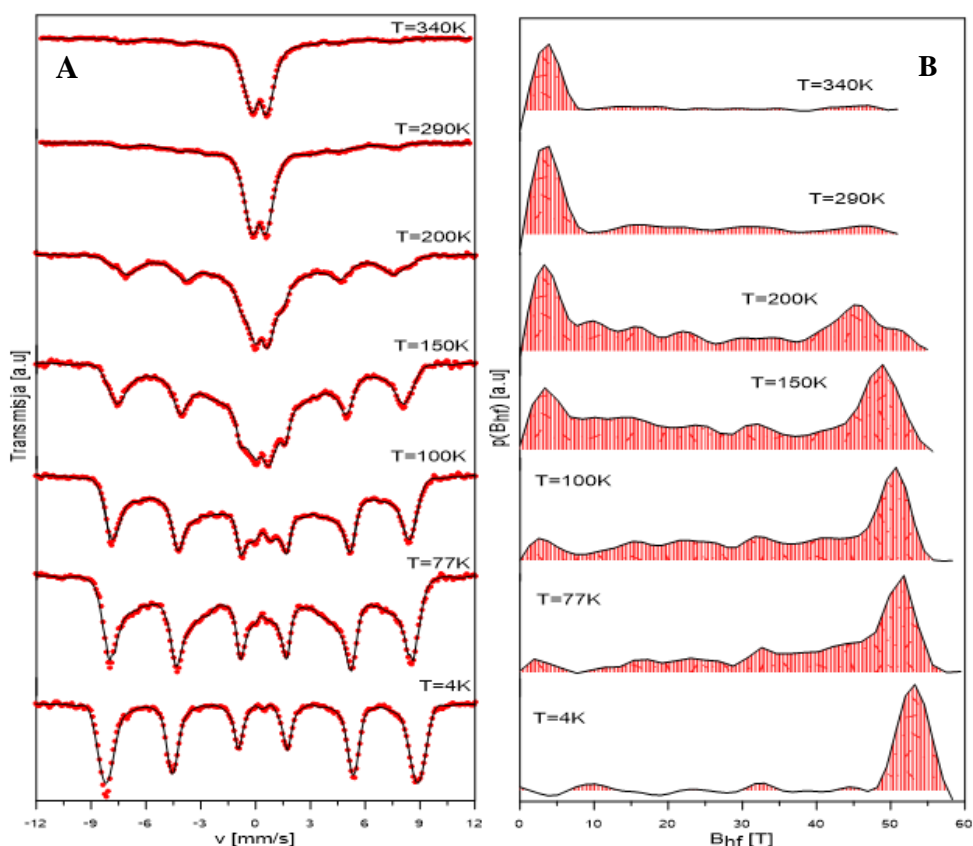 A
T=340K
T=290K
T=200K
T=150K
T=100K
T=77K
T=4K
Transmisja [a.u]
-12 -9 -6 -3 0 3 6 9 12
v [mm/s]
B
T=340K
T=290K
T=200K
T=150K
T=100K
T=77K
T=4K
p(Bhf) [a.u]
0 10 20 30 40 50 60
Bhf [T]